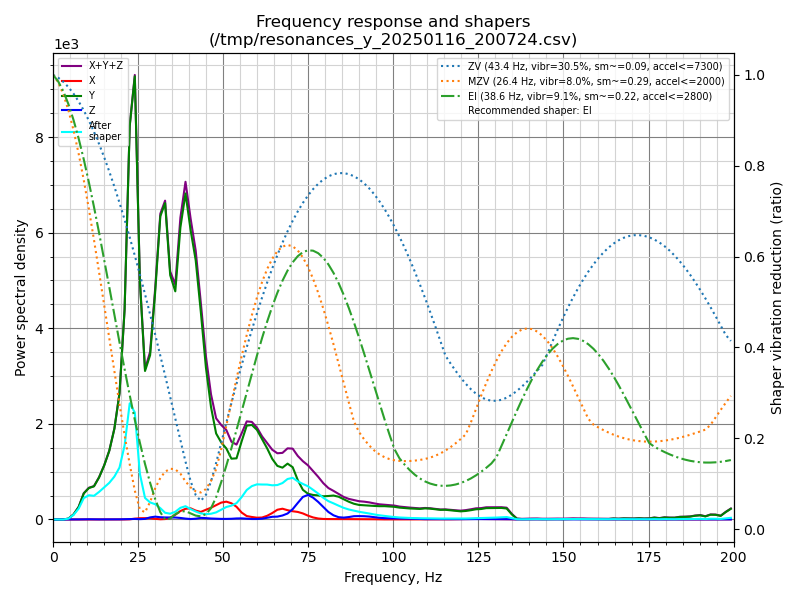 Frequency response and shapers
(/tmp/resonances_y_20250116_200724.csv)
1e3
X+Y+Z
X
Y
Z
After
shaper
ZV (43.4 Hz, vibr=30.5%, sm~=0.09, accel<=7300)
MZV (26.4 Hz, vibr=8.0%, sm~=0.29, accel<=2000)
EI (38.6 Hz, vibr=9.1%, sm~=0.22, accel<=2800)
Recommended shaper: EI
Power spectral density
8
6
4
2
0
1.0
0.8
0.6
0.4
0.2
0.0
Shaper vibration reduction (ratio)
0 25 50 75 100 125 150 175 200
Frequency, Hz